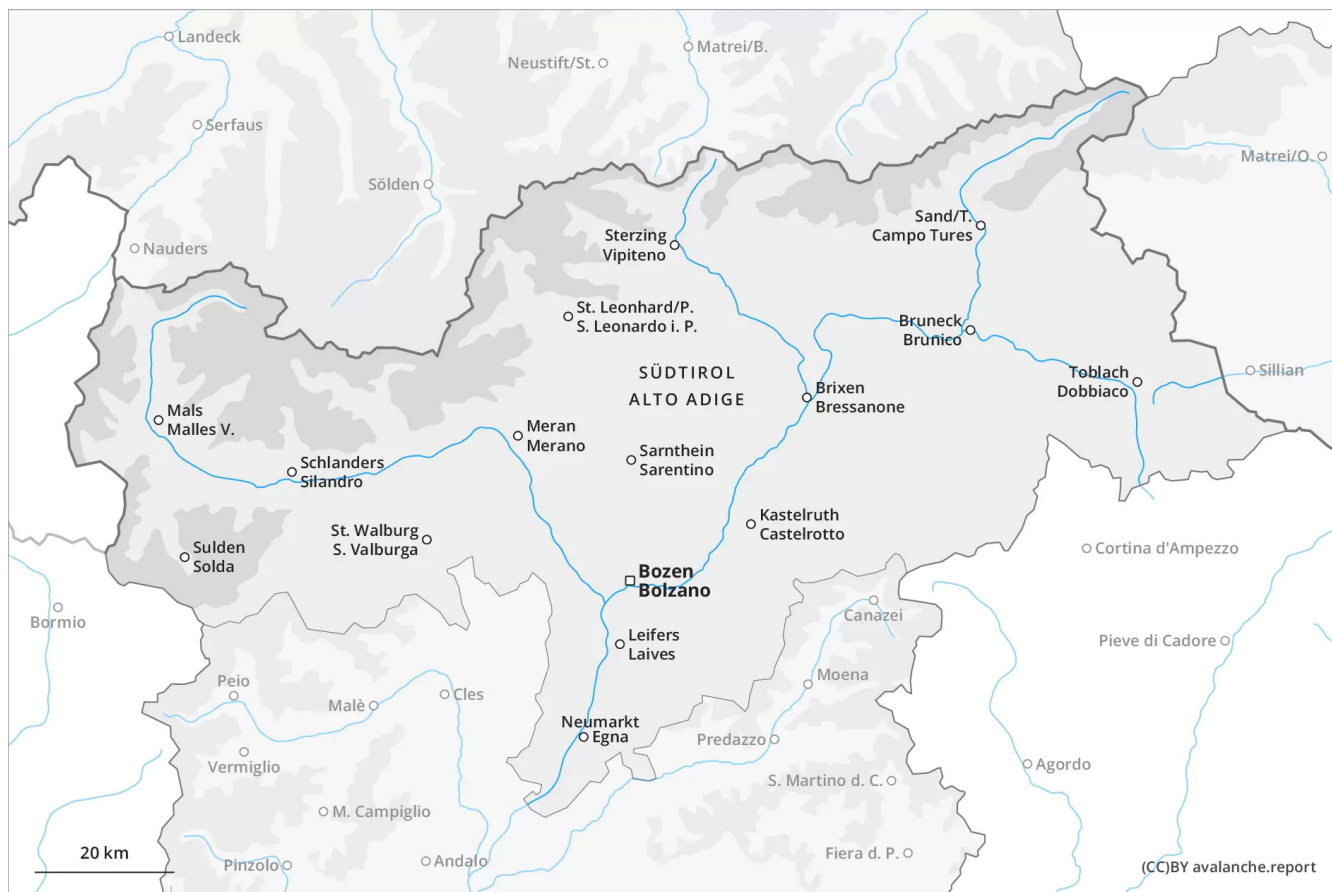 Landeck
Matrei/B.
Neustift/St.
Serfaus
Matrei/O.
Sölden
Nauders
Sand/T.
Campo Tures
Sterzing
Vipiteno
St. Leonhard/P.
S. Leonardo i. P.
Bruneck
Brunico
SÜDTIROL
ALTO ADIGE
Toblach
Dobbiaco
Sillian
Brixen
Bressanone
Mals
Malles V.
Meran
Merano
Sarnthein
Sarentino
Schlanders
Silandro
Kastelruth
Castelrotto
St. Walburg
S. Valburga
Sulden
Solda
Cortina d'Ampezzo
Bozen
Bolzano
Bormio
Canazei
Leifers
Laives
Pieve di Cadore
Peio
Malè
Cles
Moena
Neumarkt
Egna
Predazzo
Vermiglio
Agordo
S. Martino d. C.
M. Campiglio
20 km
Pinzolo
Andalo
Fiera d. P.
(CC)BY avalanche.report